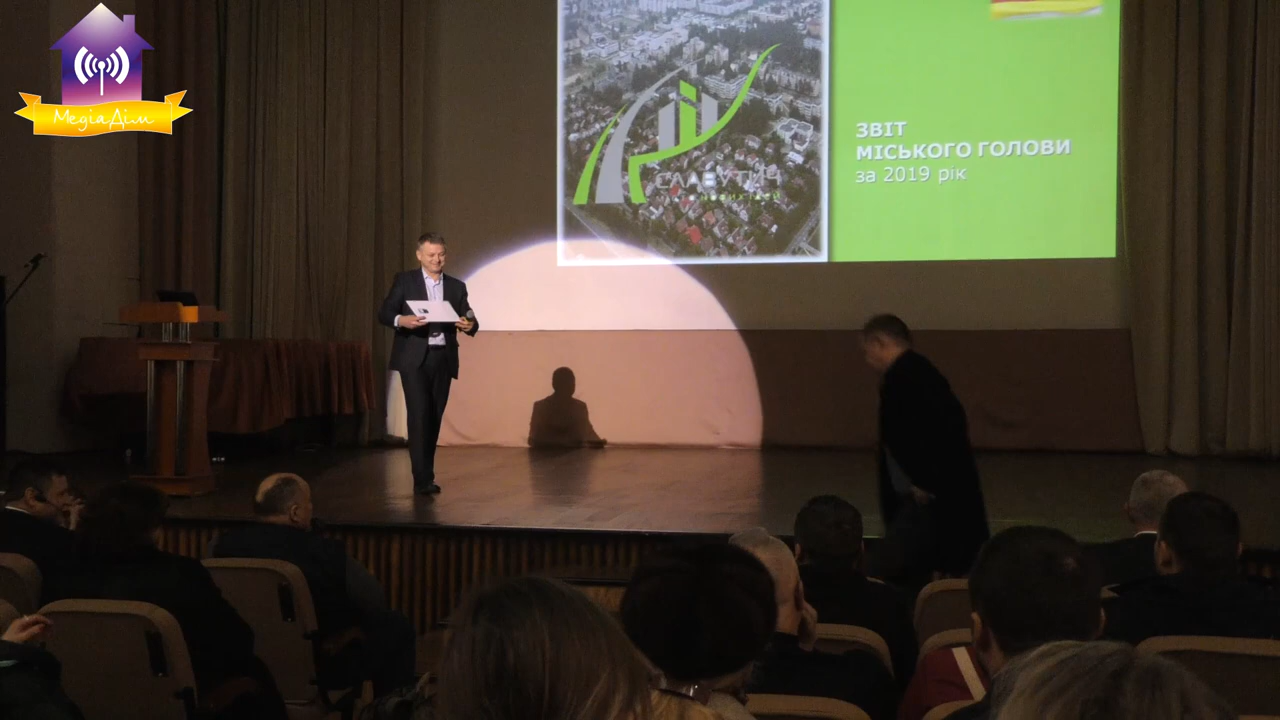 МедіаДім
ЗВІТ
МІСЬКОГО ГОЛОВИ
за 2019 рік
СЛАВУТИЧ